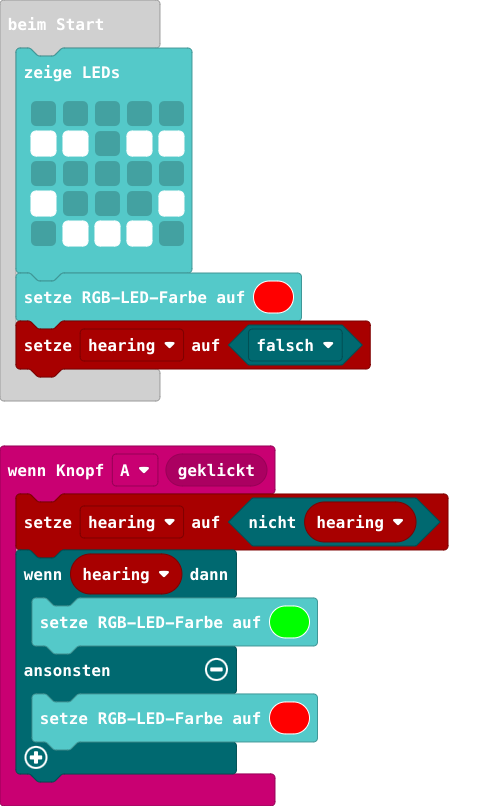 beim Start
zeige LEDs
setze RGB-LED-Farbe auf
setze hearing auf falsch
wenn Knopf A geklickt
setze hearing auf nicht hearing
wenn hearing dann
setze RGB-LED-Farbe auf
ansonsten
setze RGB-LED-Farbe auf